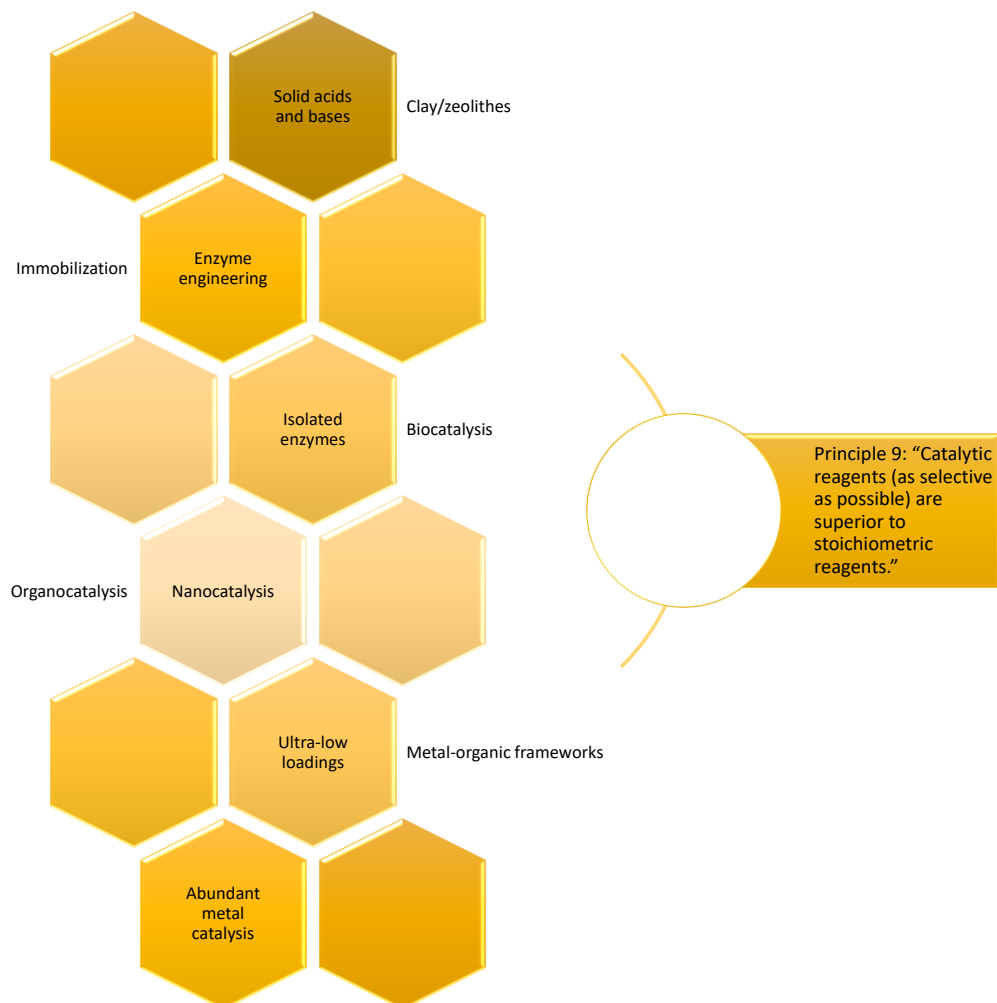 Solid acids
and bases
Clay/zeolithes
Immobilization
Enzyme
engineering
Isolated
enzymes
Biocatalysis
Organocatalysis
Nanocatalysis
Ultra-low
loadings
Metal-organic frameworks
Abundant
metal
catalysis
Principle 9: “Catalytic
reagents (as selective
as possible) are
superior to
stoichiometric
reagents.”